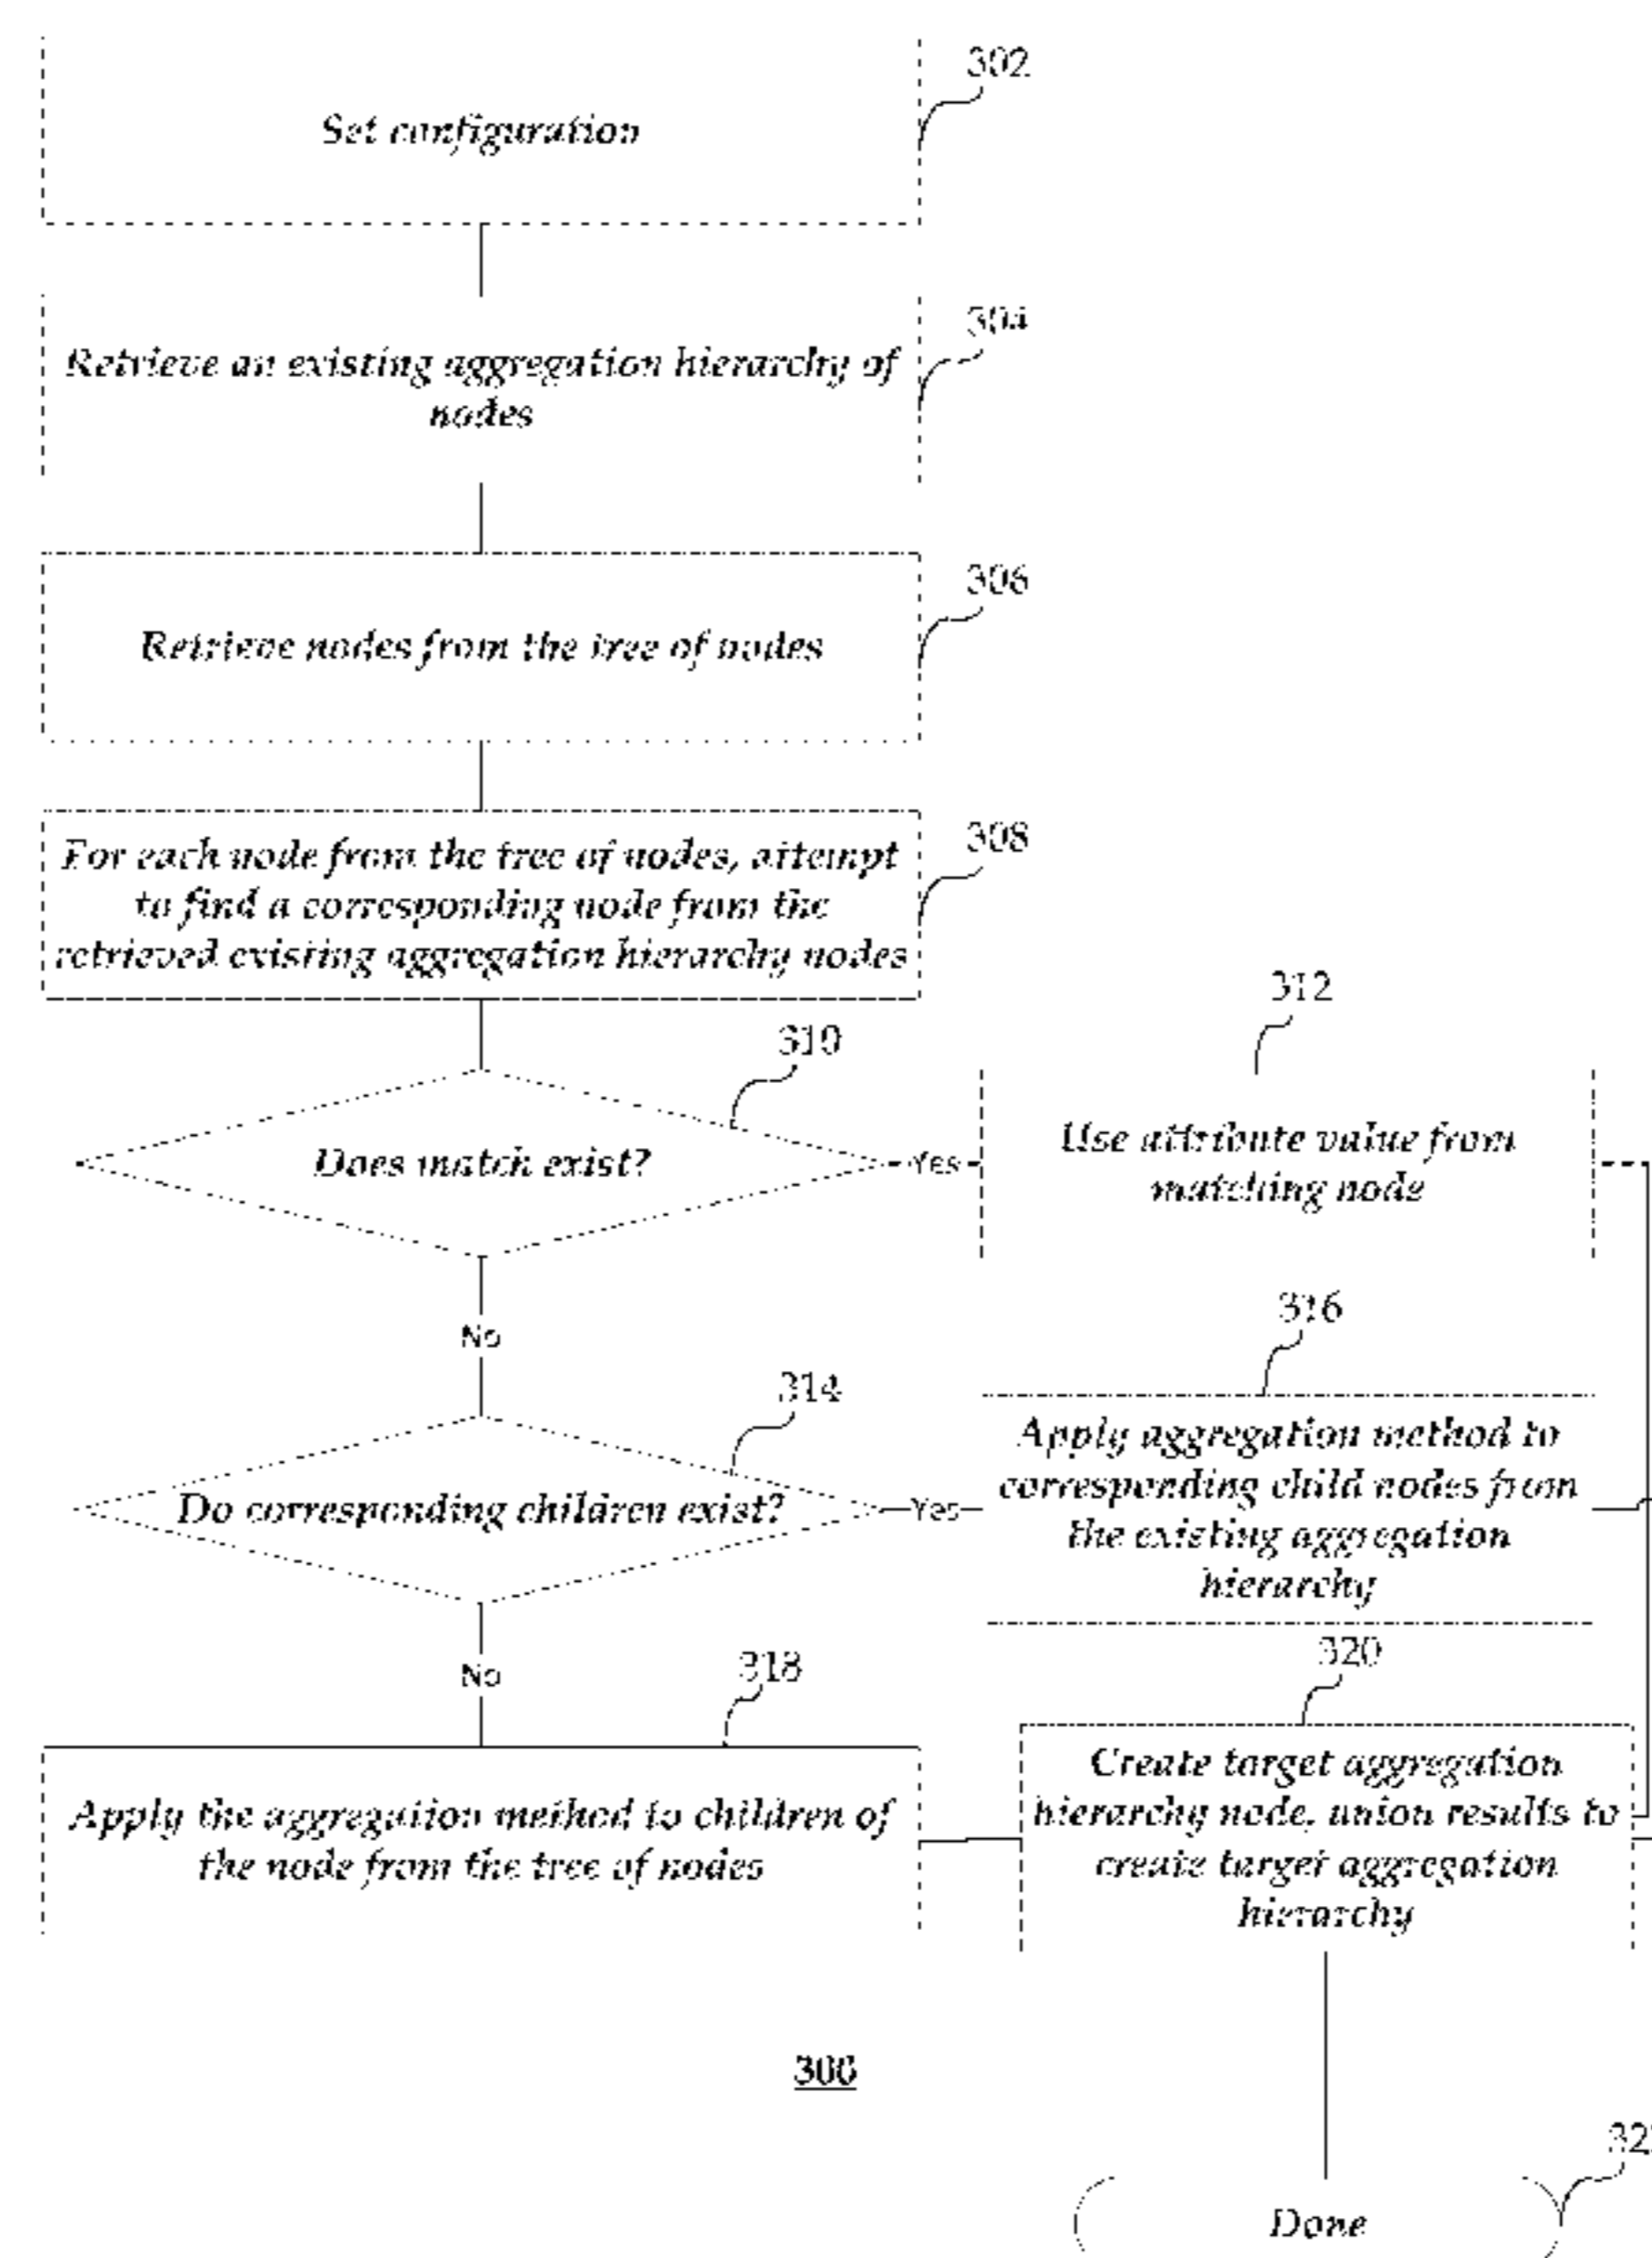 302
Set configuration
304
Retrieve an existing aggregation hierarchy of
nodes
306
Retrieve nodes from the tree of nodes
308
For each node from the tree of nodes, attempt
to find a corresponding node from the
retrieved existing aggregation hierarchy nodes
310
Does match exist?
Yes
312
Use attribute value from
matching node
No
314
Do corresponding children exist?
Yes
316
Apply aggregation method to
corresponding child nodes from
the existing aggregation
hierarchy
No
318
Apply the aggregation method to children of
the node from the tree of nodes
320
Create target aggregation
hierarchy node, union results to
create target aggregation
hierarchy
300
Done